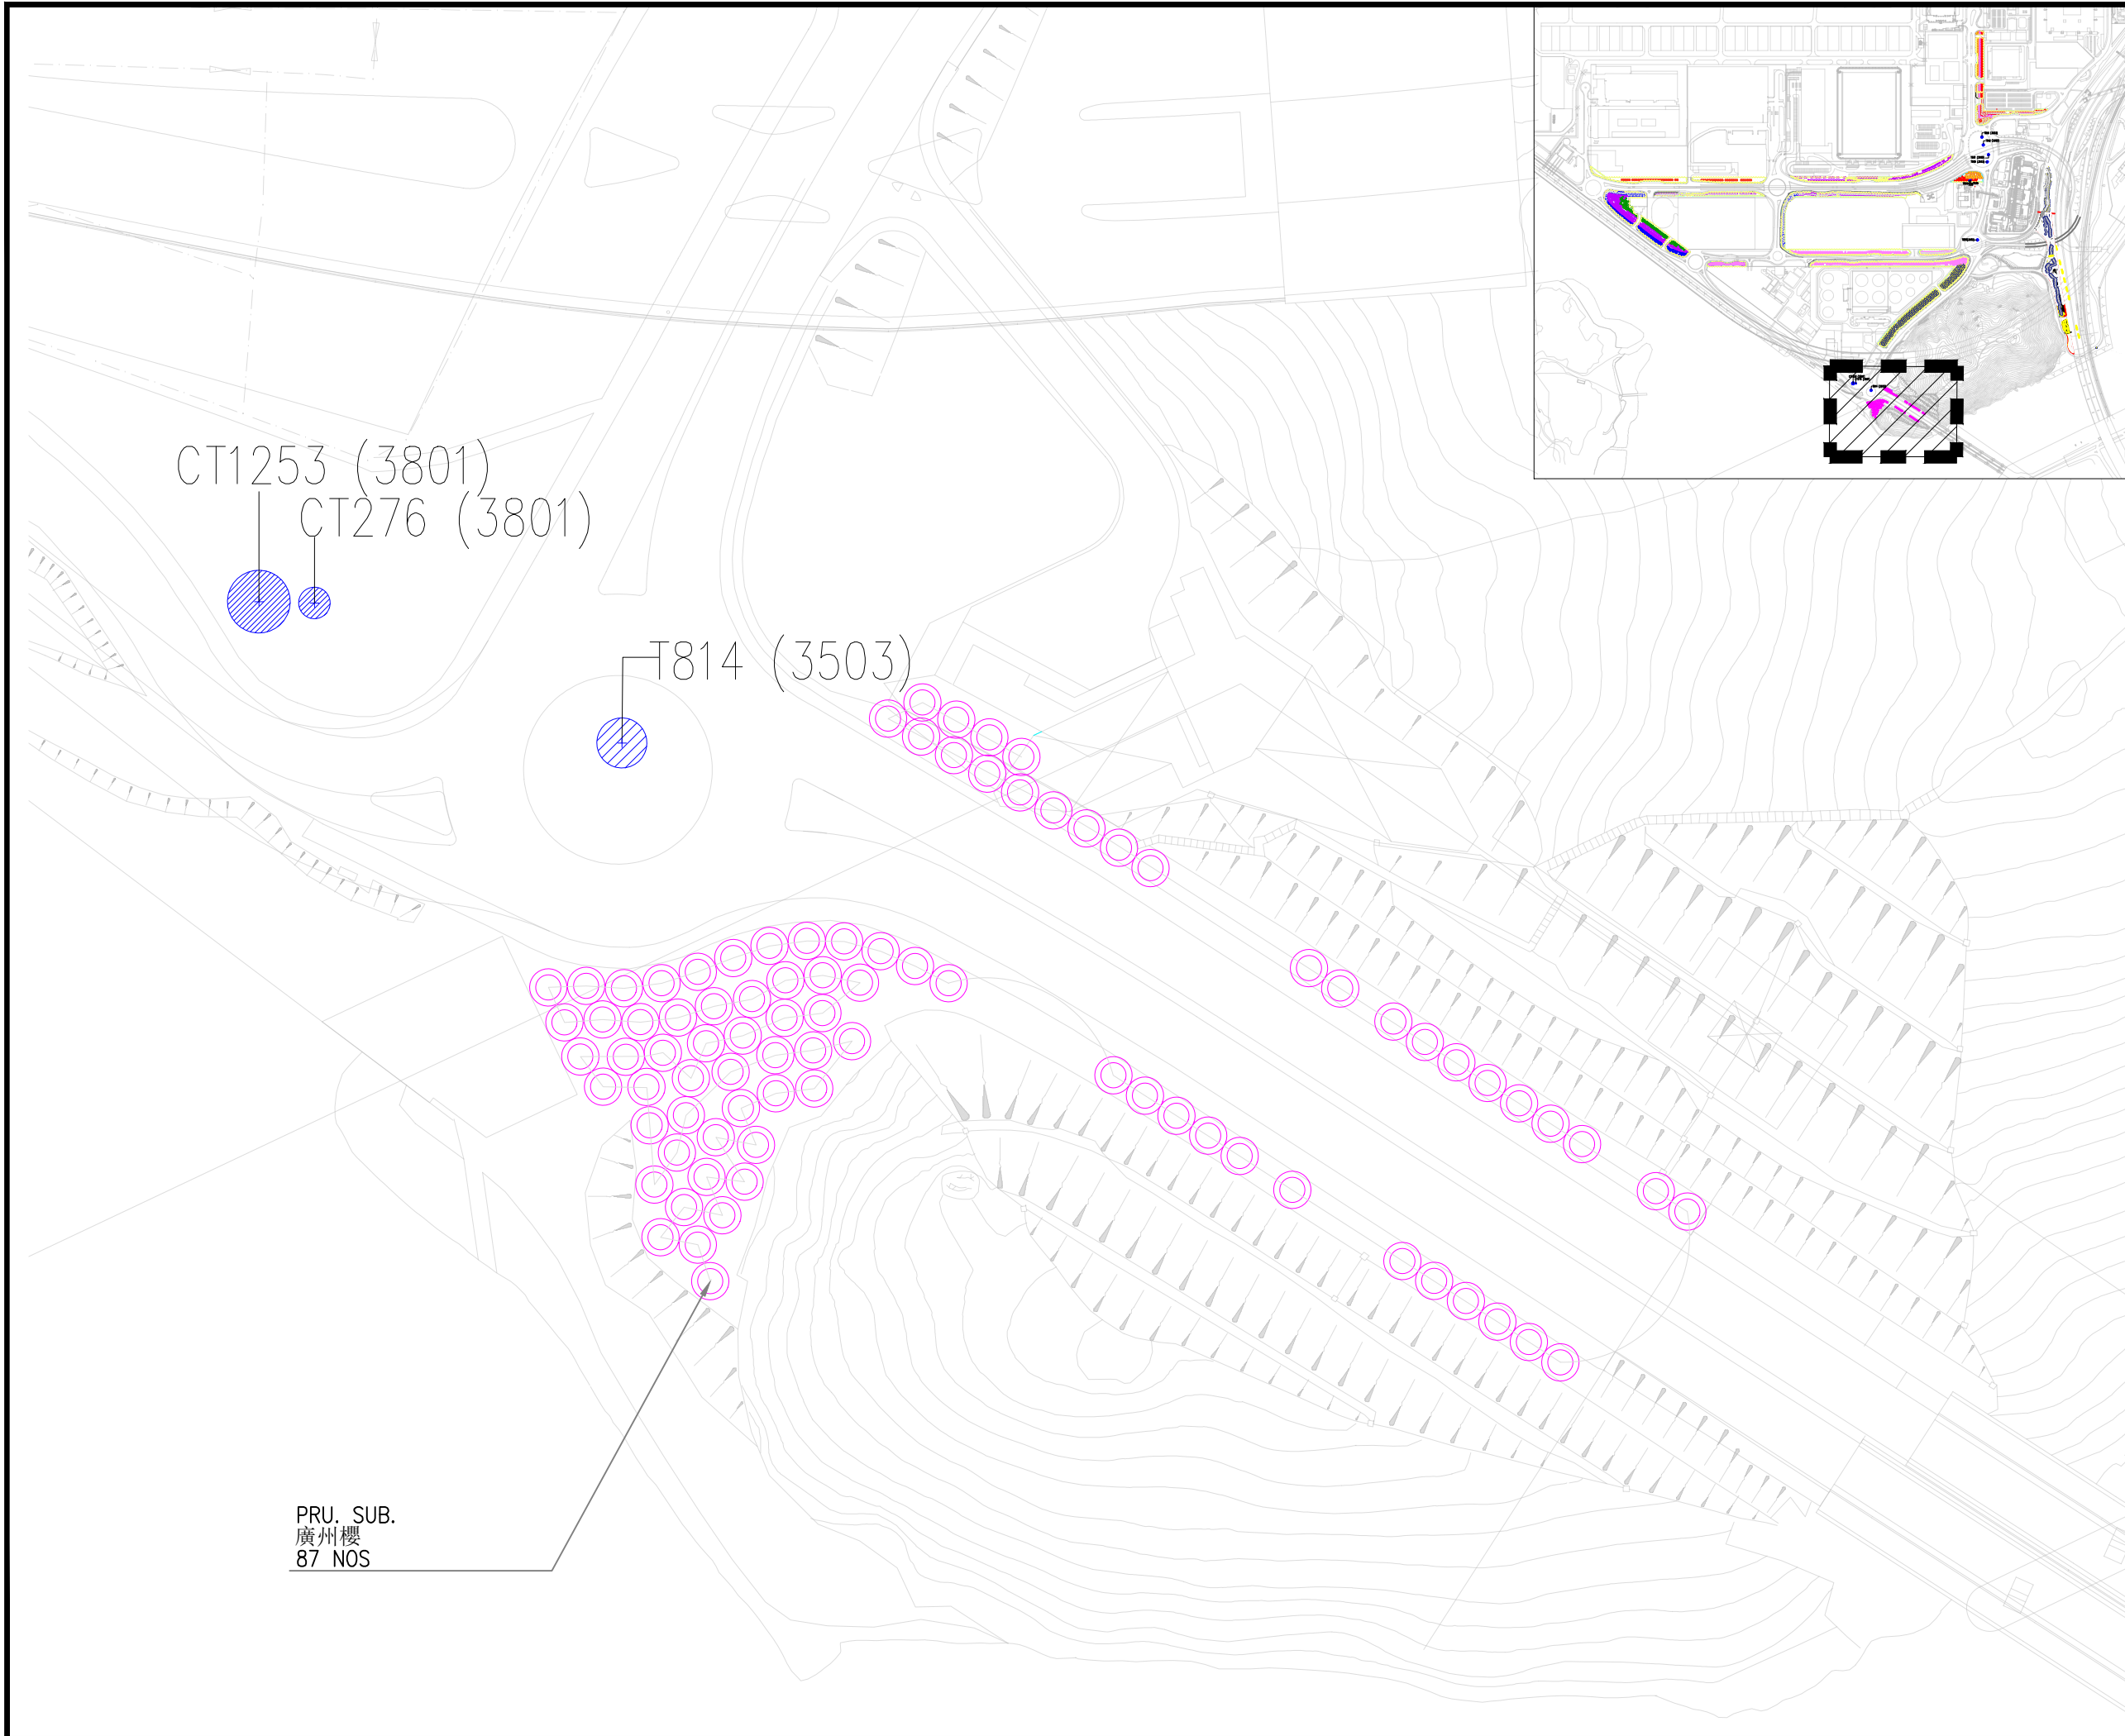 CT1253 (3801)
CT276 (3801)
T814 (3503)
PRU. SUB.
廣州櫻
87 NOS